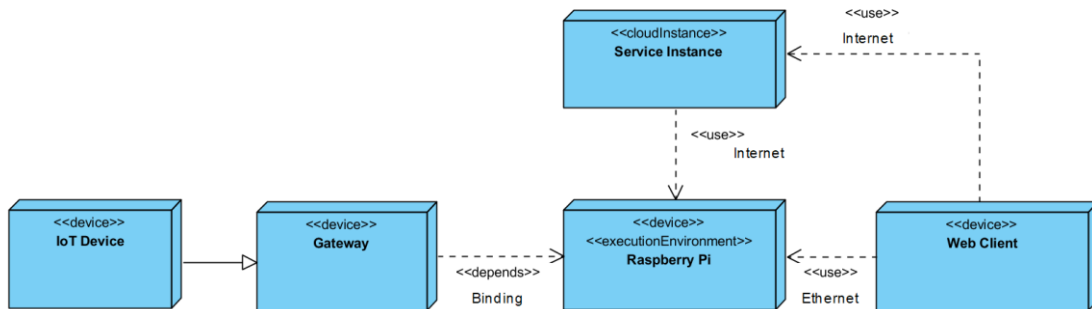 <<use>>
Internet
<<cloudInstance>>
Service Instance
<<use>>
Internet
<<device>>
IoT Device
<<device>>
Gateway
<<depends>>
Binding
<<device>>
<<executionEnvironment>>
Raspberry Pi
<<use>>
Ethernet
<<device>>
Web Client